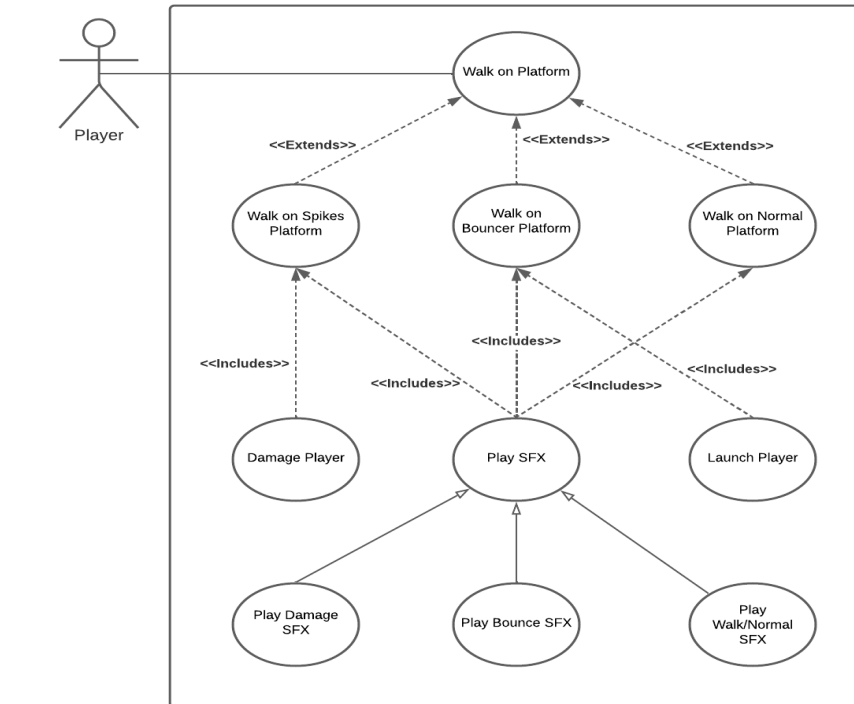 Walk on Platform
Player
<<Extends>>
<<Extends>>
<<Extends>>
Walk on Spikes
Platform
Walk on
Bouncer Platform
Walk on Normal
Platform
<<Includes>>
<<Includes>>
<<Includes>>
<<Includes>>
<<Includes>>
Damage Player
Play SFX
Launch Player
Play Damage
SFX
Play Bounce SFX
Play
Walk/Normal
SFX